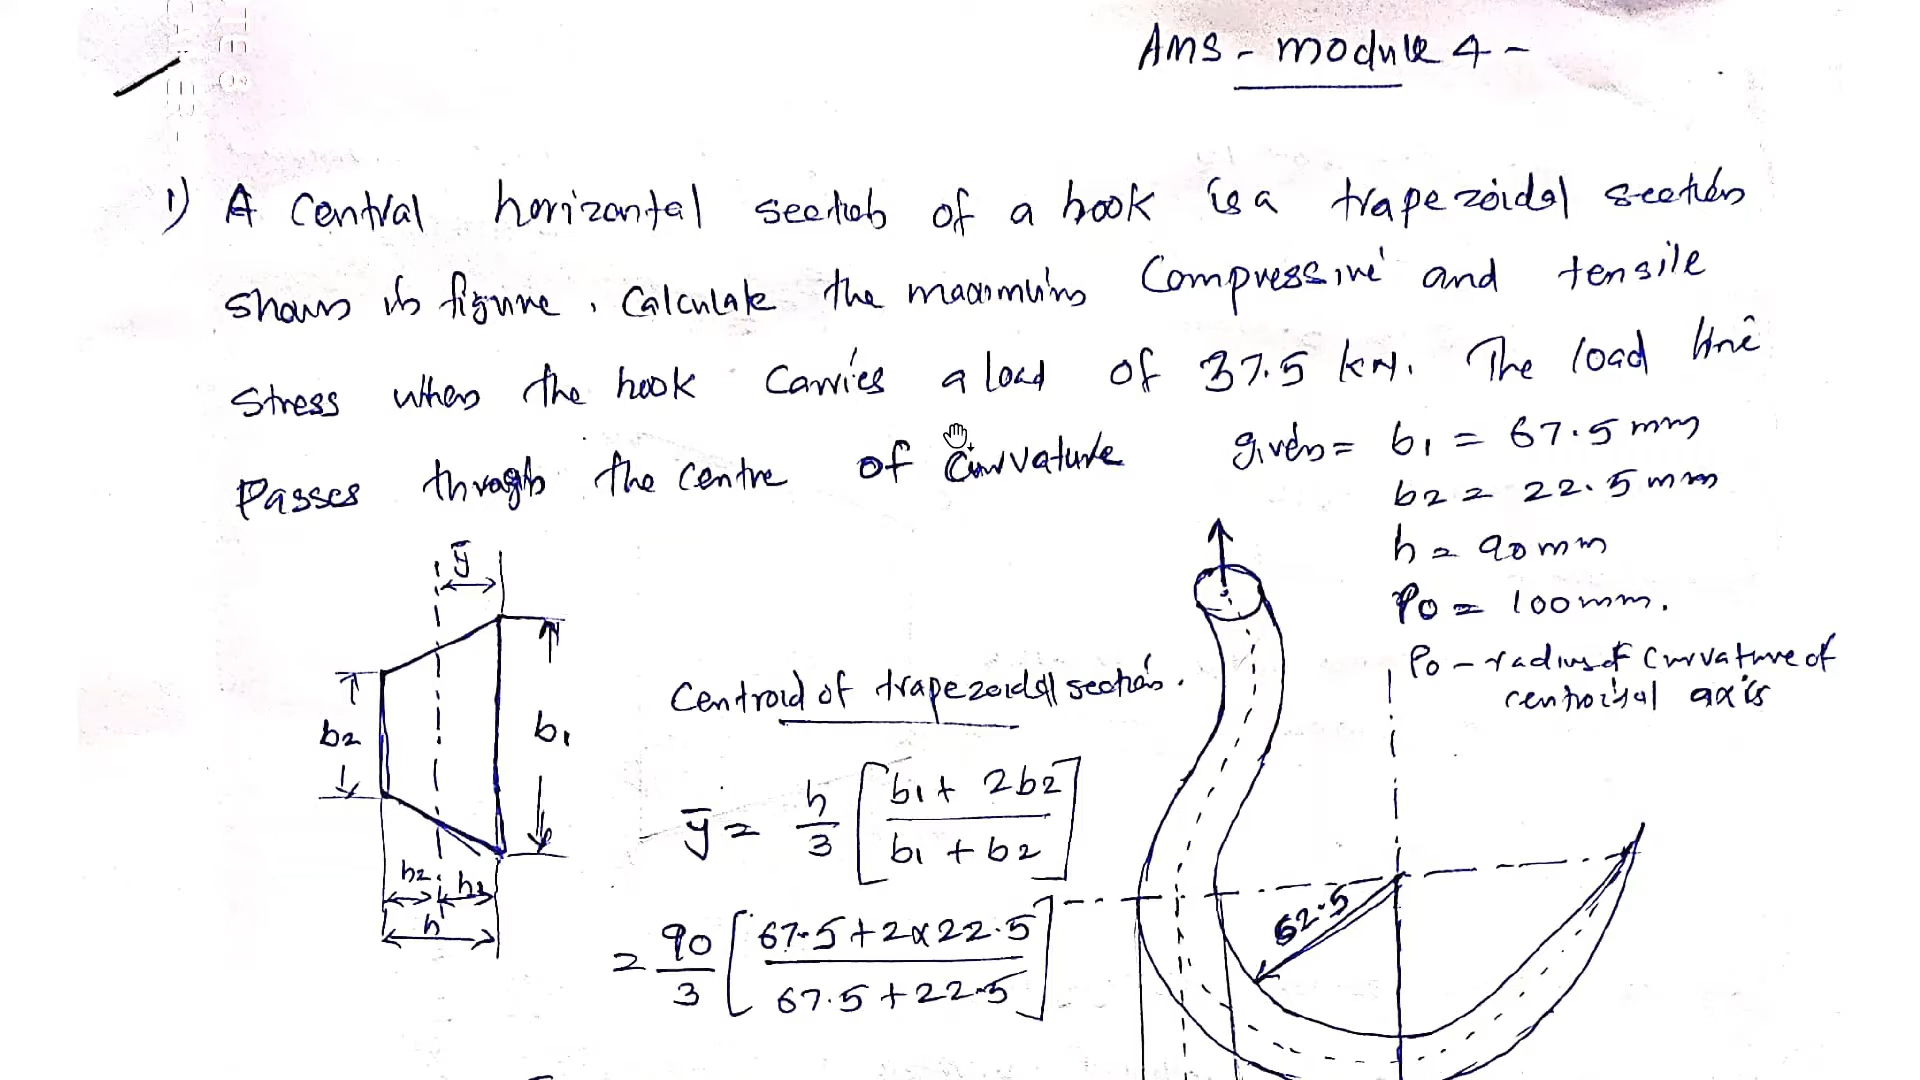 Ams - module 4 -
1) A central horizontal section of a hook is a trapezoidal section
shown in figure. Calculate the maximum Compressive and tensile
stress when the hook carries a load of 37.5 kN. The load line
Passes through the centre of curvature given = b1 = 67.5 mm
b2 = 22.5 mm
h = 90 mm
ρ0 = 100 mm.
ρ0 - radius of curvature of
centroidal axis
ȳ
Centroid of trapezoidal section.
b2
b1
ȳ = h/3 [b1 + 2b2 / b1 + b2]
h2 h1
h
= 90/3 [67.5 + 2x22.5 / 67.5 + 22.5]
62.5